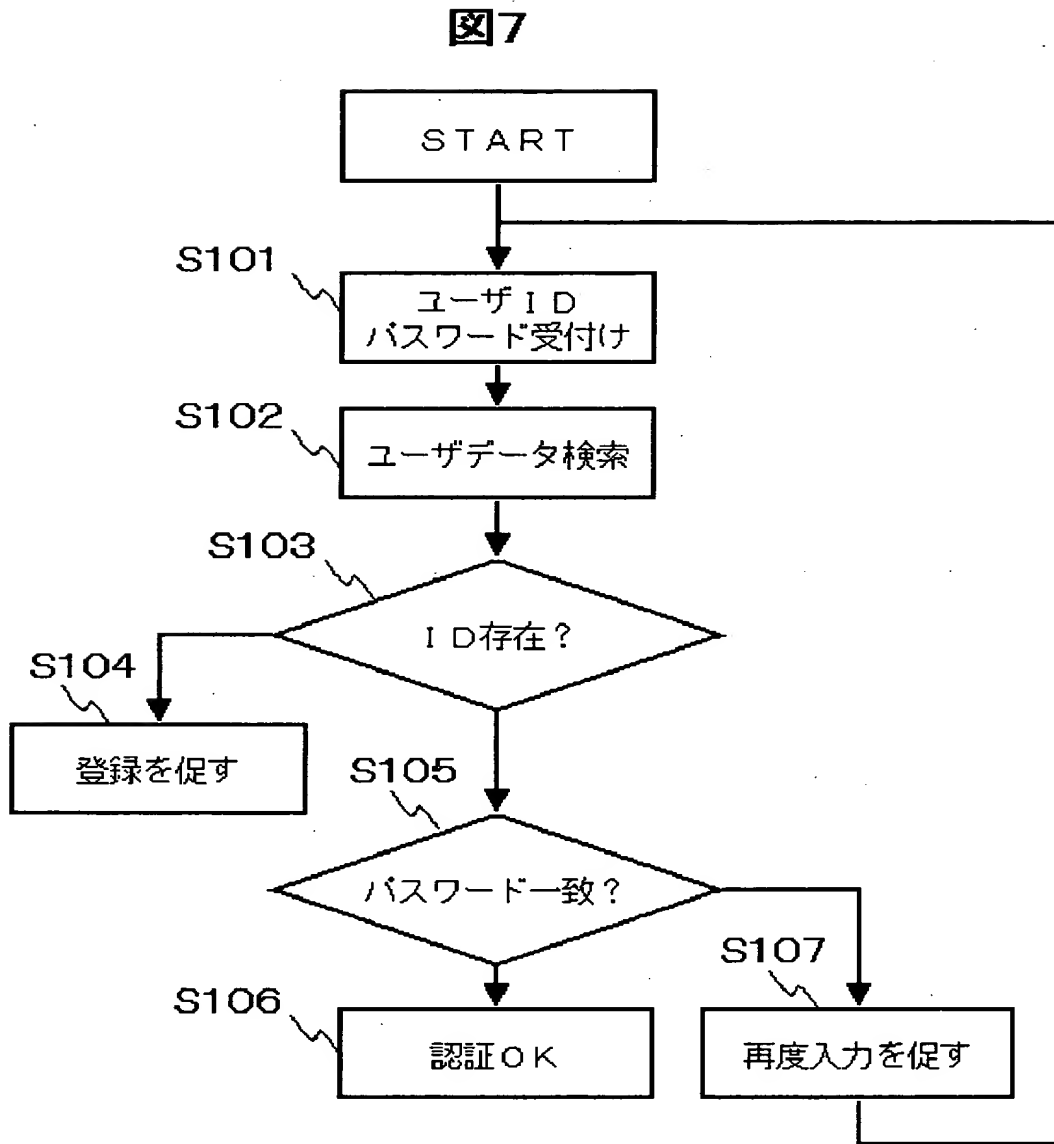 図7
START
S101
ユーザID
パスワード受付け
S102
ユーザデータ検索
S103
ID存在?
S104
登録を促す
S105
パスワード一致?
S106
認証OK
S107
再度入力を促す